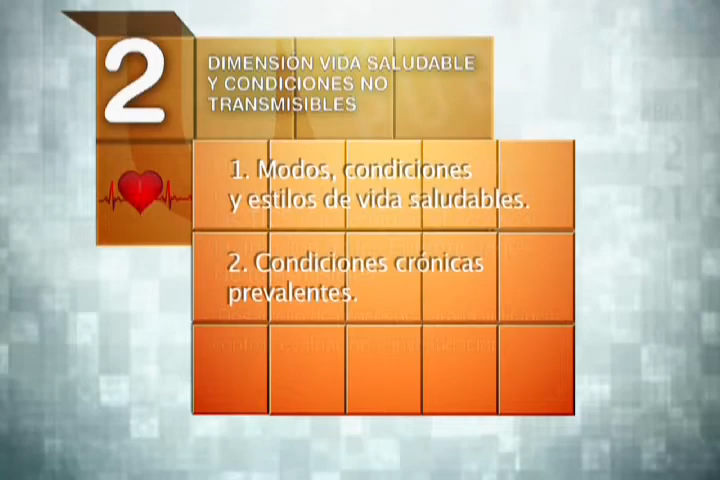 2
DIMENSIÓN VIDA SALUDABLE
Y CONDICIONES NO
TRANSMISIBLES
1. Modos, condiciones
y estilos de vida saludables.
2. Condiciones crónicas
prevalentes.